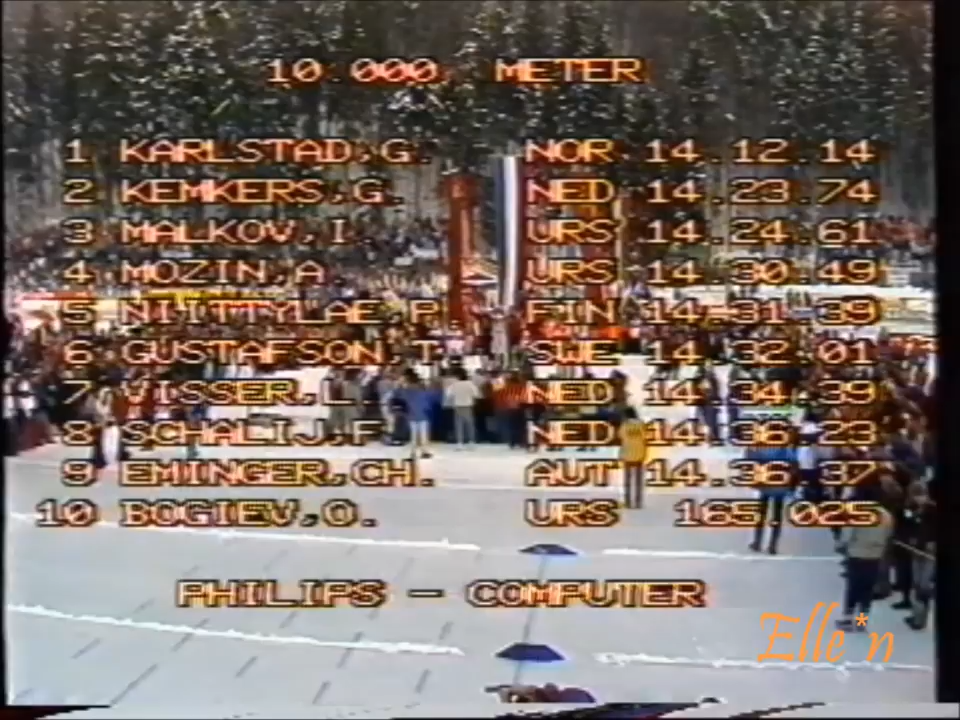 10.000 METER
1 KARLSTAD,G. NOR 14.12.14
2 KEMKERS,G. NED 14.23.74
3 MALKOV,I URS 14.24.61
4 MOZIN,A URS 14.30.49
5 NIITTYLAE,P FIN 14.31.39
6 GUSTAFSON,T. SWE 14.32.01
7 VISSER,L. NED 14.34.39
8 SCHALIJ,F. NED 14.36.23
9 EMINGER,CH. AUT 14.36.37
10 BOGIEV,O. URS 165.025
PHILIPS - COMPUTER
Elle*n